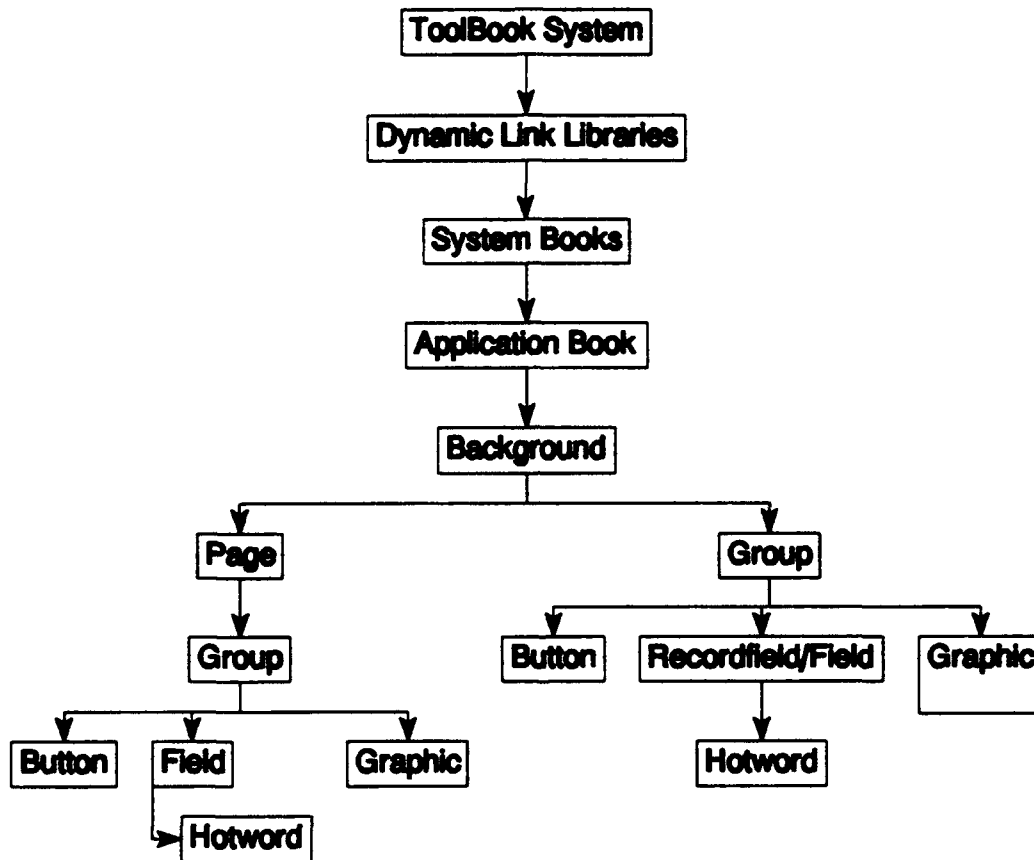 ToolBook System
Dynamic Link Libraries
System Books
Application Book
Background
Page
Group
Group
Button
Recordfield/Field
Graphic
Button
Field
Graphic
Hotword
Hotword